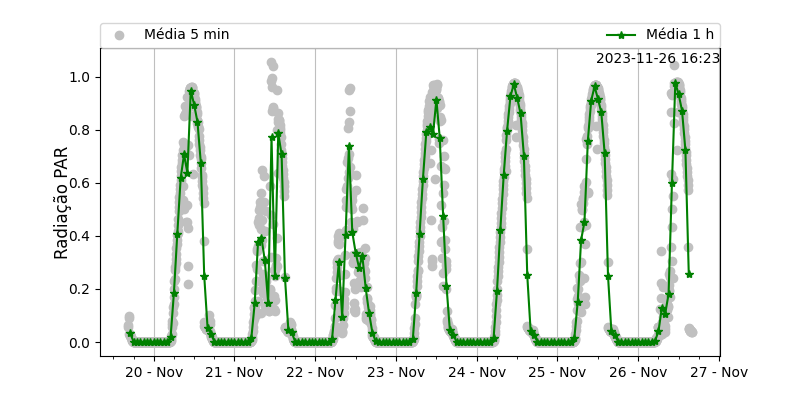 Média 5 min
Média 1 h
2023-11-26 16:23
Radiação PAR
1.0
0.8
0.6
0.4
0.2
0.0
20 - Nov
21 - Nov
22 - Nov
23 - Nov
24 - Nov
25 - Nov
26 - Nov
27 - Nov